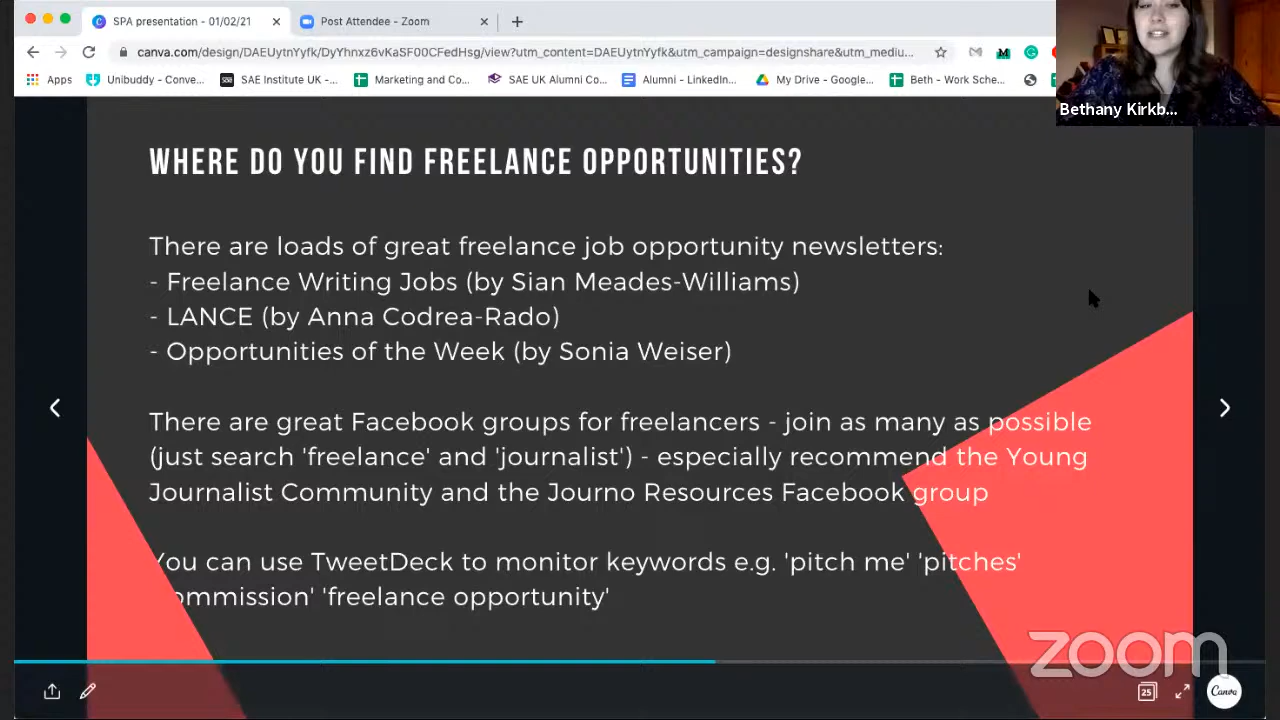 SPA presentation - 01/02/21
Post Attendee - Zoom
canva.com/design/DAEUytnYyfk/DyYhnxz6vKaSF00CFedHsg/view?utm_content=DAEUytnYyfk&utm_campaign=designshare&utm_mediu...
Apps
Unibuddy - Conve...
SAE Institute UK -...
Marketing and Co...
SAE UK Alumni Co...
Alumni - LinkedIn...
My Drive - Google...
Beth - Work Sche...
Bethany Kirkb...
WHERE DO YOU FIND FREELANCE OPPORTUNITIES?
There are loads of great freelance job opportunity newsletters:
- Freelance Writing Jobs (by Sian Meades-Williams)
- LANCE (by Anna Codrea-Rado)
- Opportunities of the Week (by Sonia Weiser)
There are great Facebook groups for freelancers - join as many as possible
(just search 'freelance' and 'journalist') - especially recommend the Young
Journalist Community and the Journo Resources Facebook group
You can use TweetDeck to monitor keywords e.g. 'pitch me' 'pitches'
ommission' 'freelance opportunity'
zoom
25
Canva